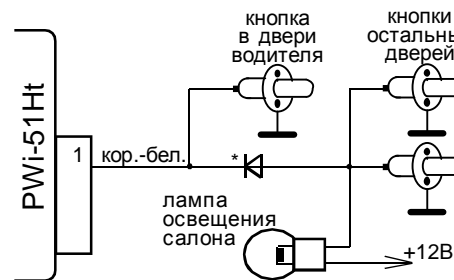 кнопка
в двери
водителя
кнопки
остальны
дверей
PWi-51Ht
1
кор.-бел.
*
лампа
освещения
салона
+12В